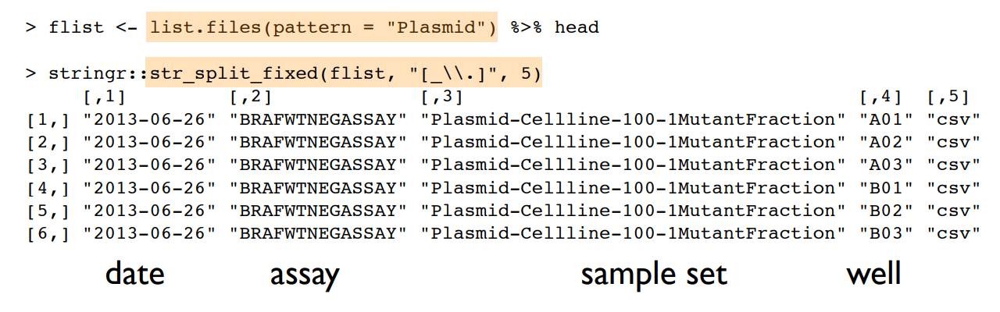 > flist <- list.files(pattern = "Plasmid") %>% head
> stringr::str_split_fixed(flist, "[_\\.]", 5)
[,1] [,2] [,3] [,4] [,5]
[1,] "2013-06-26" "BRAFWTNEGASSAY" "Plasmid-Cellline-100-1MutantFraction" "A01" "csv"
[2,] "2013-06-26" "BRAFWTNEGASSAY" "Plasmid-Cellline-100-1MutantFraction" "A02" "csv"
[3,] "2013-06-26" "BRAFWTNEGASSAY" "Plasmid-Cellline-100-1MutantFraction" "A03" "csv"
[4,] "2013-06-26" "BRAFWTNEGASSAY" "Plasmid-Cellline-100-1MutantFraction" "B01" "csv"
[5,] "2013-06-26" "BRAFWTNEGASSAY" "Plasmid-Cellline-100-1MutantFraction" "B02" "csv"
[6,] "2013-06-26" "BRAFWTNEGASSAY" "Plasmid-Cellline-100-1MutantFraction" "B03" "csv"
date assay sample set well